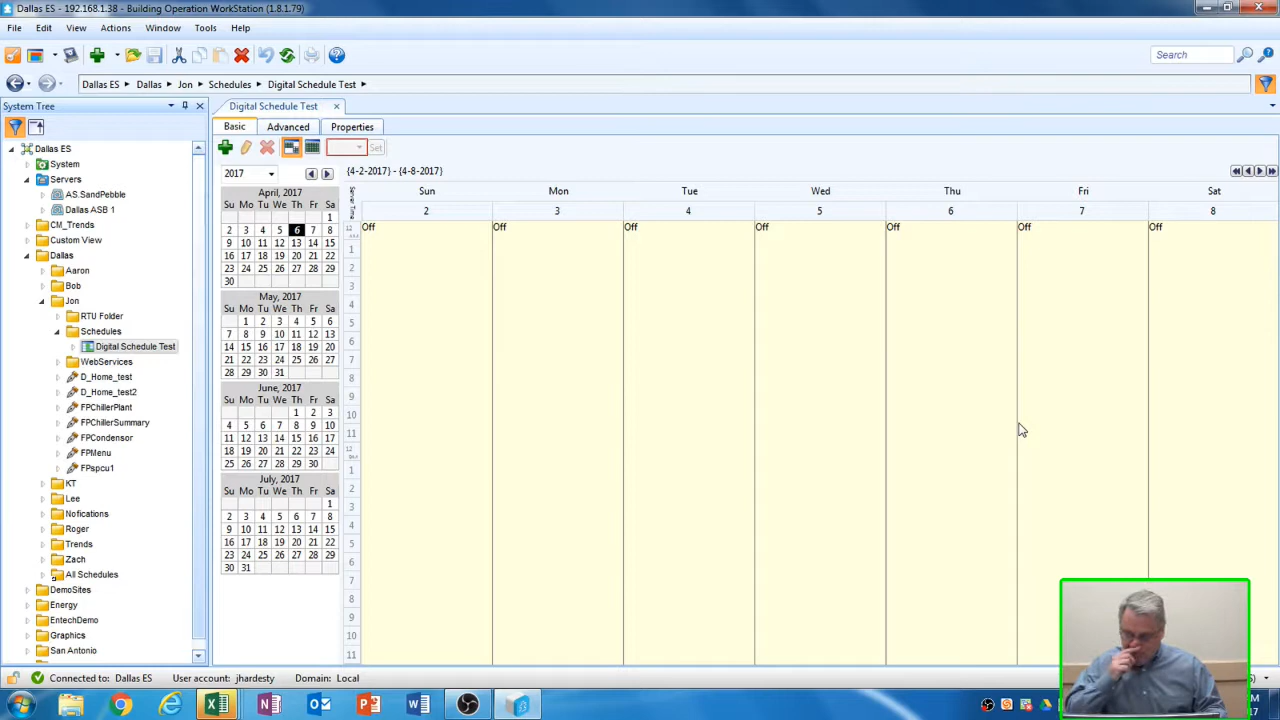 Dallas ES - 192.168.1.38 - Building Operation WorkStation (1.8.1.79)
File Edit View Actions Window Tools Help
Search
Dallas ES Dallas Jon Schedules Digital Schedule Test
System Tree
Digital Schedule Test
Basic Advanced Properties
Set
Dallas ES
System
Servers
AS.SandPebble
Dallas ASB 1
CM_Trends
Custom View
Dallas
Aaron
Bob
Jon
RTU Folder
Schedules
Digital Schedule Test
WebServices
D_Home_test
D_Home_test2
FPChillerPlant
FPChillerSummary
FPCondensor
FPMenu
FPspcu1
KT
Lee
Nofications
Roger
Trends
Zach
All Schedules
DemoSites
Energy
EntechDemo
Graphics
San Antonio
2017
April, 2017
Su Mo Tu We Th Fr Sa
1
2 3 4 5 6 7 8
9 10 11 12 13 14 15
16 17 18 19 20 21 22
23 24 25 26 27 28 29
30
May, 2017
Su Mo Tu We Th Fr Sa
1 2 3 4 5 6
7 8 9 10 11 12 13
14 15 16 17 18 19 20
21 22 23 24 25 26 27
28 29 30 31
June, 2017
Su Mo Tu We Th Fr Sa
1 2 3
4 5 6 7 8 9 10
11 12 13 14 15 16 17
18 19 20 21 22 23 24
25 26 27 28 29 30
July, 2017
Su Mo Tu We Th Fr Sa
1
2 3 4 5 6 7 8
9 10 11 12 13 14 15
16 17 18 19 20 21 22
23 24 25 26 27 28 29
30 31
{4-2-2017} - {4-8-2017}
Server Time
Sun Mon Tue Wed Thu Fri Sat
2 3 4 5 6 7 8
12
Off Off Off Off Off Off Off
1
2
3
4
5
6
7
8
9
10
11
12
1
2
3
4
5
6
7
8
9
10
11
Connected to: Dallas ES User account: jhardesty Domain: Local